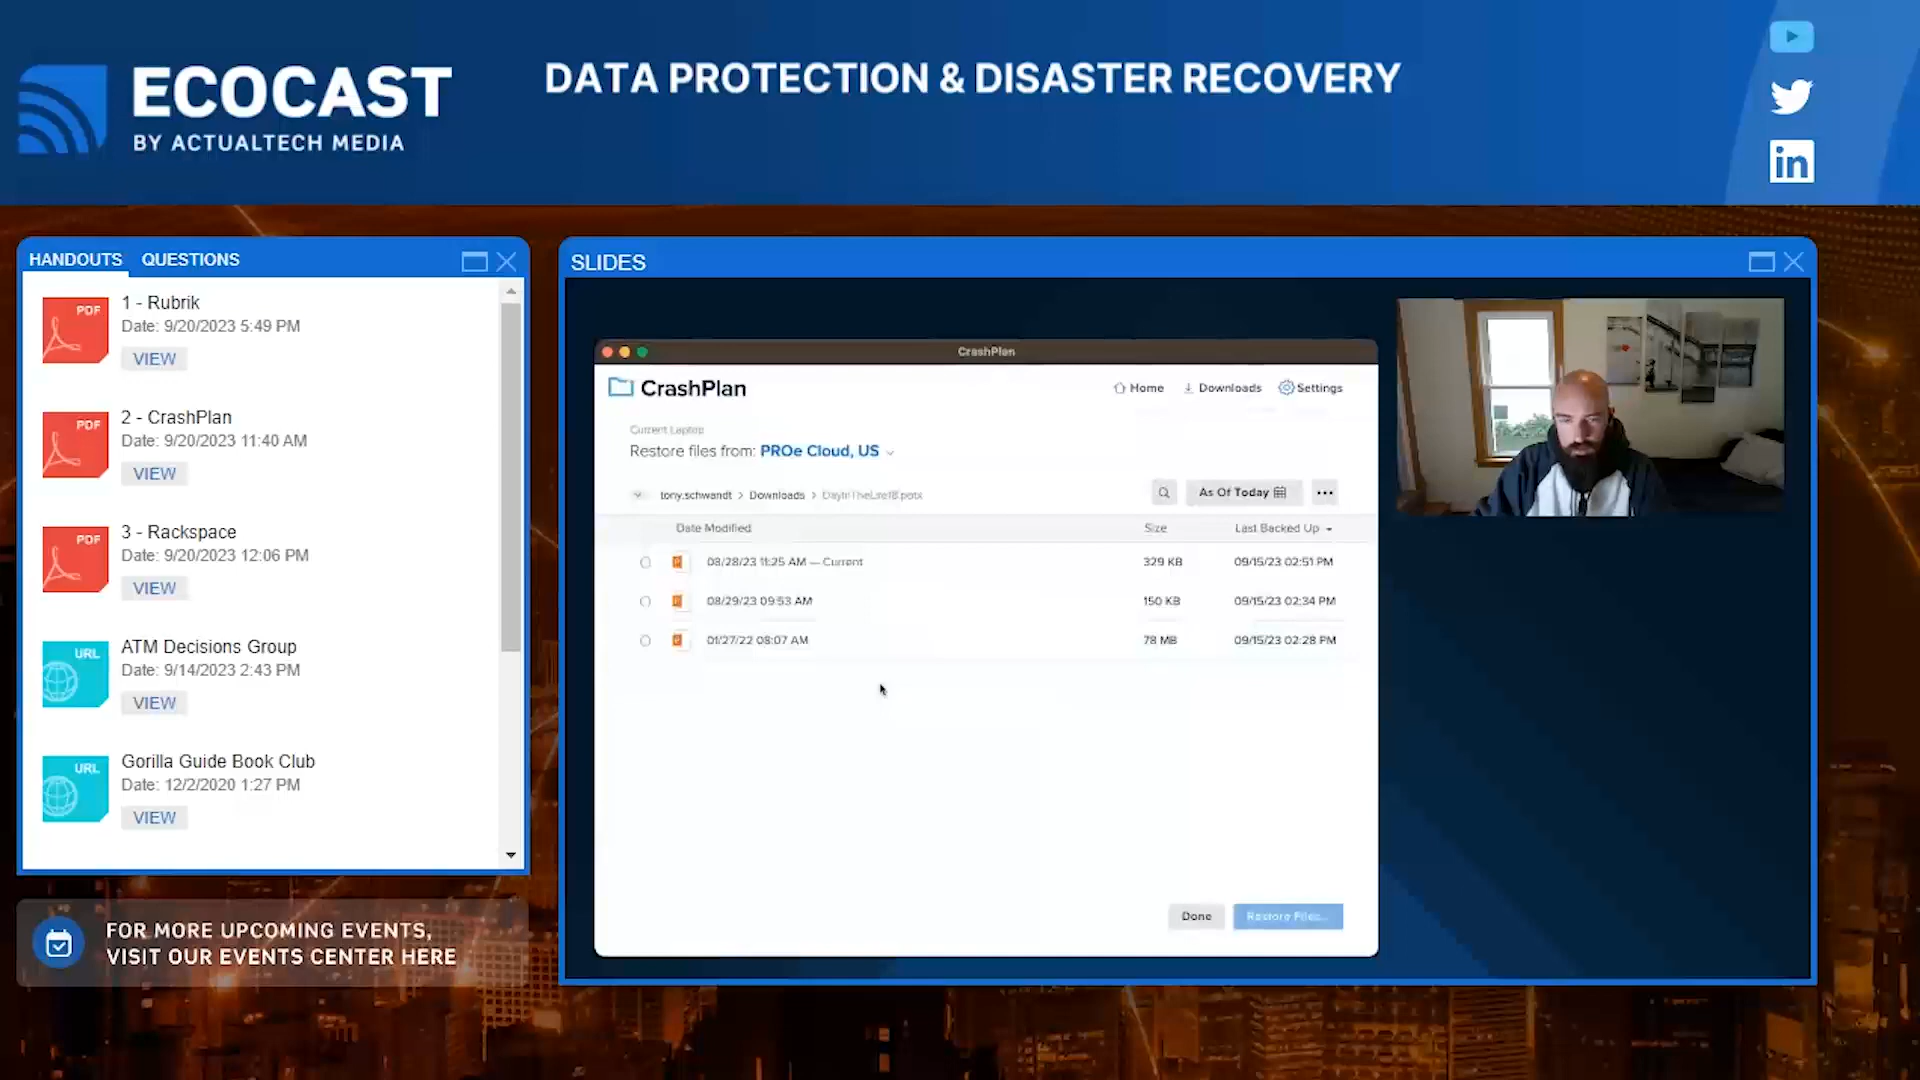 ECOCAST
BY ACTUALTECH MEDIA
DATA PROTECTION & DISASTER RECOVERY
in
HANDOUTS QUESTIONS
PDF
1 - Rubrik
Date: 9/20/2023 5:49 PM
VIEW
PDF
2 - CrashPlan
Date: 9/20/2023 11:40 AM
VIEW
PDF
3 - Rackspace
Date: 9/20/2023 12:06 PM
VIEW
URL
ATM Decisions Group
Date: 9/14/2023 2:43 PM
VIEW
URL
Gorilla Guide Book Club
Date: 12/2/2020 1:27 PM
VIEW
FOR MORE UPCOMING EVENTS,
VISIT OUR EVENTS CENTER HERE
SLIDES
CrashPlan
CrashPlan
Home Downloads Settings
Current Laptop
Restore files from: PROe Cloud, US
tony.schwandt > Downloads >
As Of Today
Date Modified Size Last Backed Up
08/28/23 11:25 AM — Current 329 KB 09/15/23 02:51 PM
08/29/23 09:53 AM 150 KB 09/15/23 02:34 PM
01/27/22 08:07 AM 78 MB 09/15/23 02:28 PM
Done Restore Files...